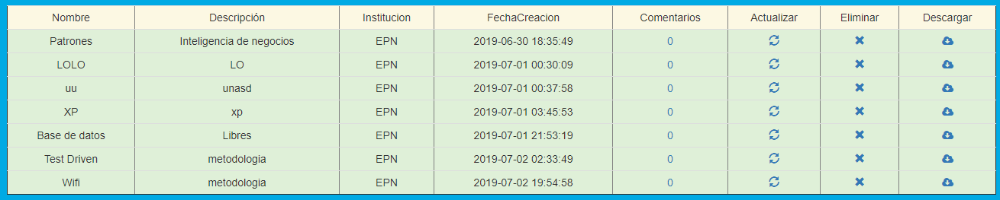 Nombre Descripción Institucion FechaCreacion Comentarios Actualizar Eliminar Descargar
Patrones Inteligencia de negocios EPN 2019-06-30 18:35:49 0
LOLO LO EPN 2019-07-01 00:30:09 0
uu unasd EPN 2019-07-01 00:37:58 0
XP xp EPN 2019-07-01 03:45:53 0
Base de datos Libres EPN 2019-07-01 21:53:19 0
Test Driven metodologia EPN 2019-07-02 02:33:49 0
Wifi metodologia EPN 2019-07-02 19:54:58 0